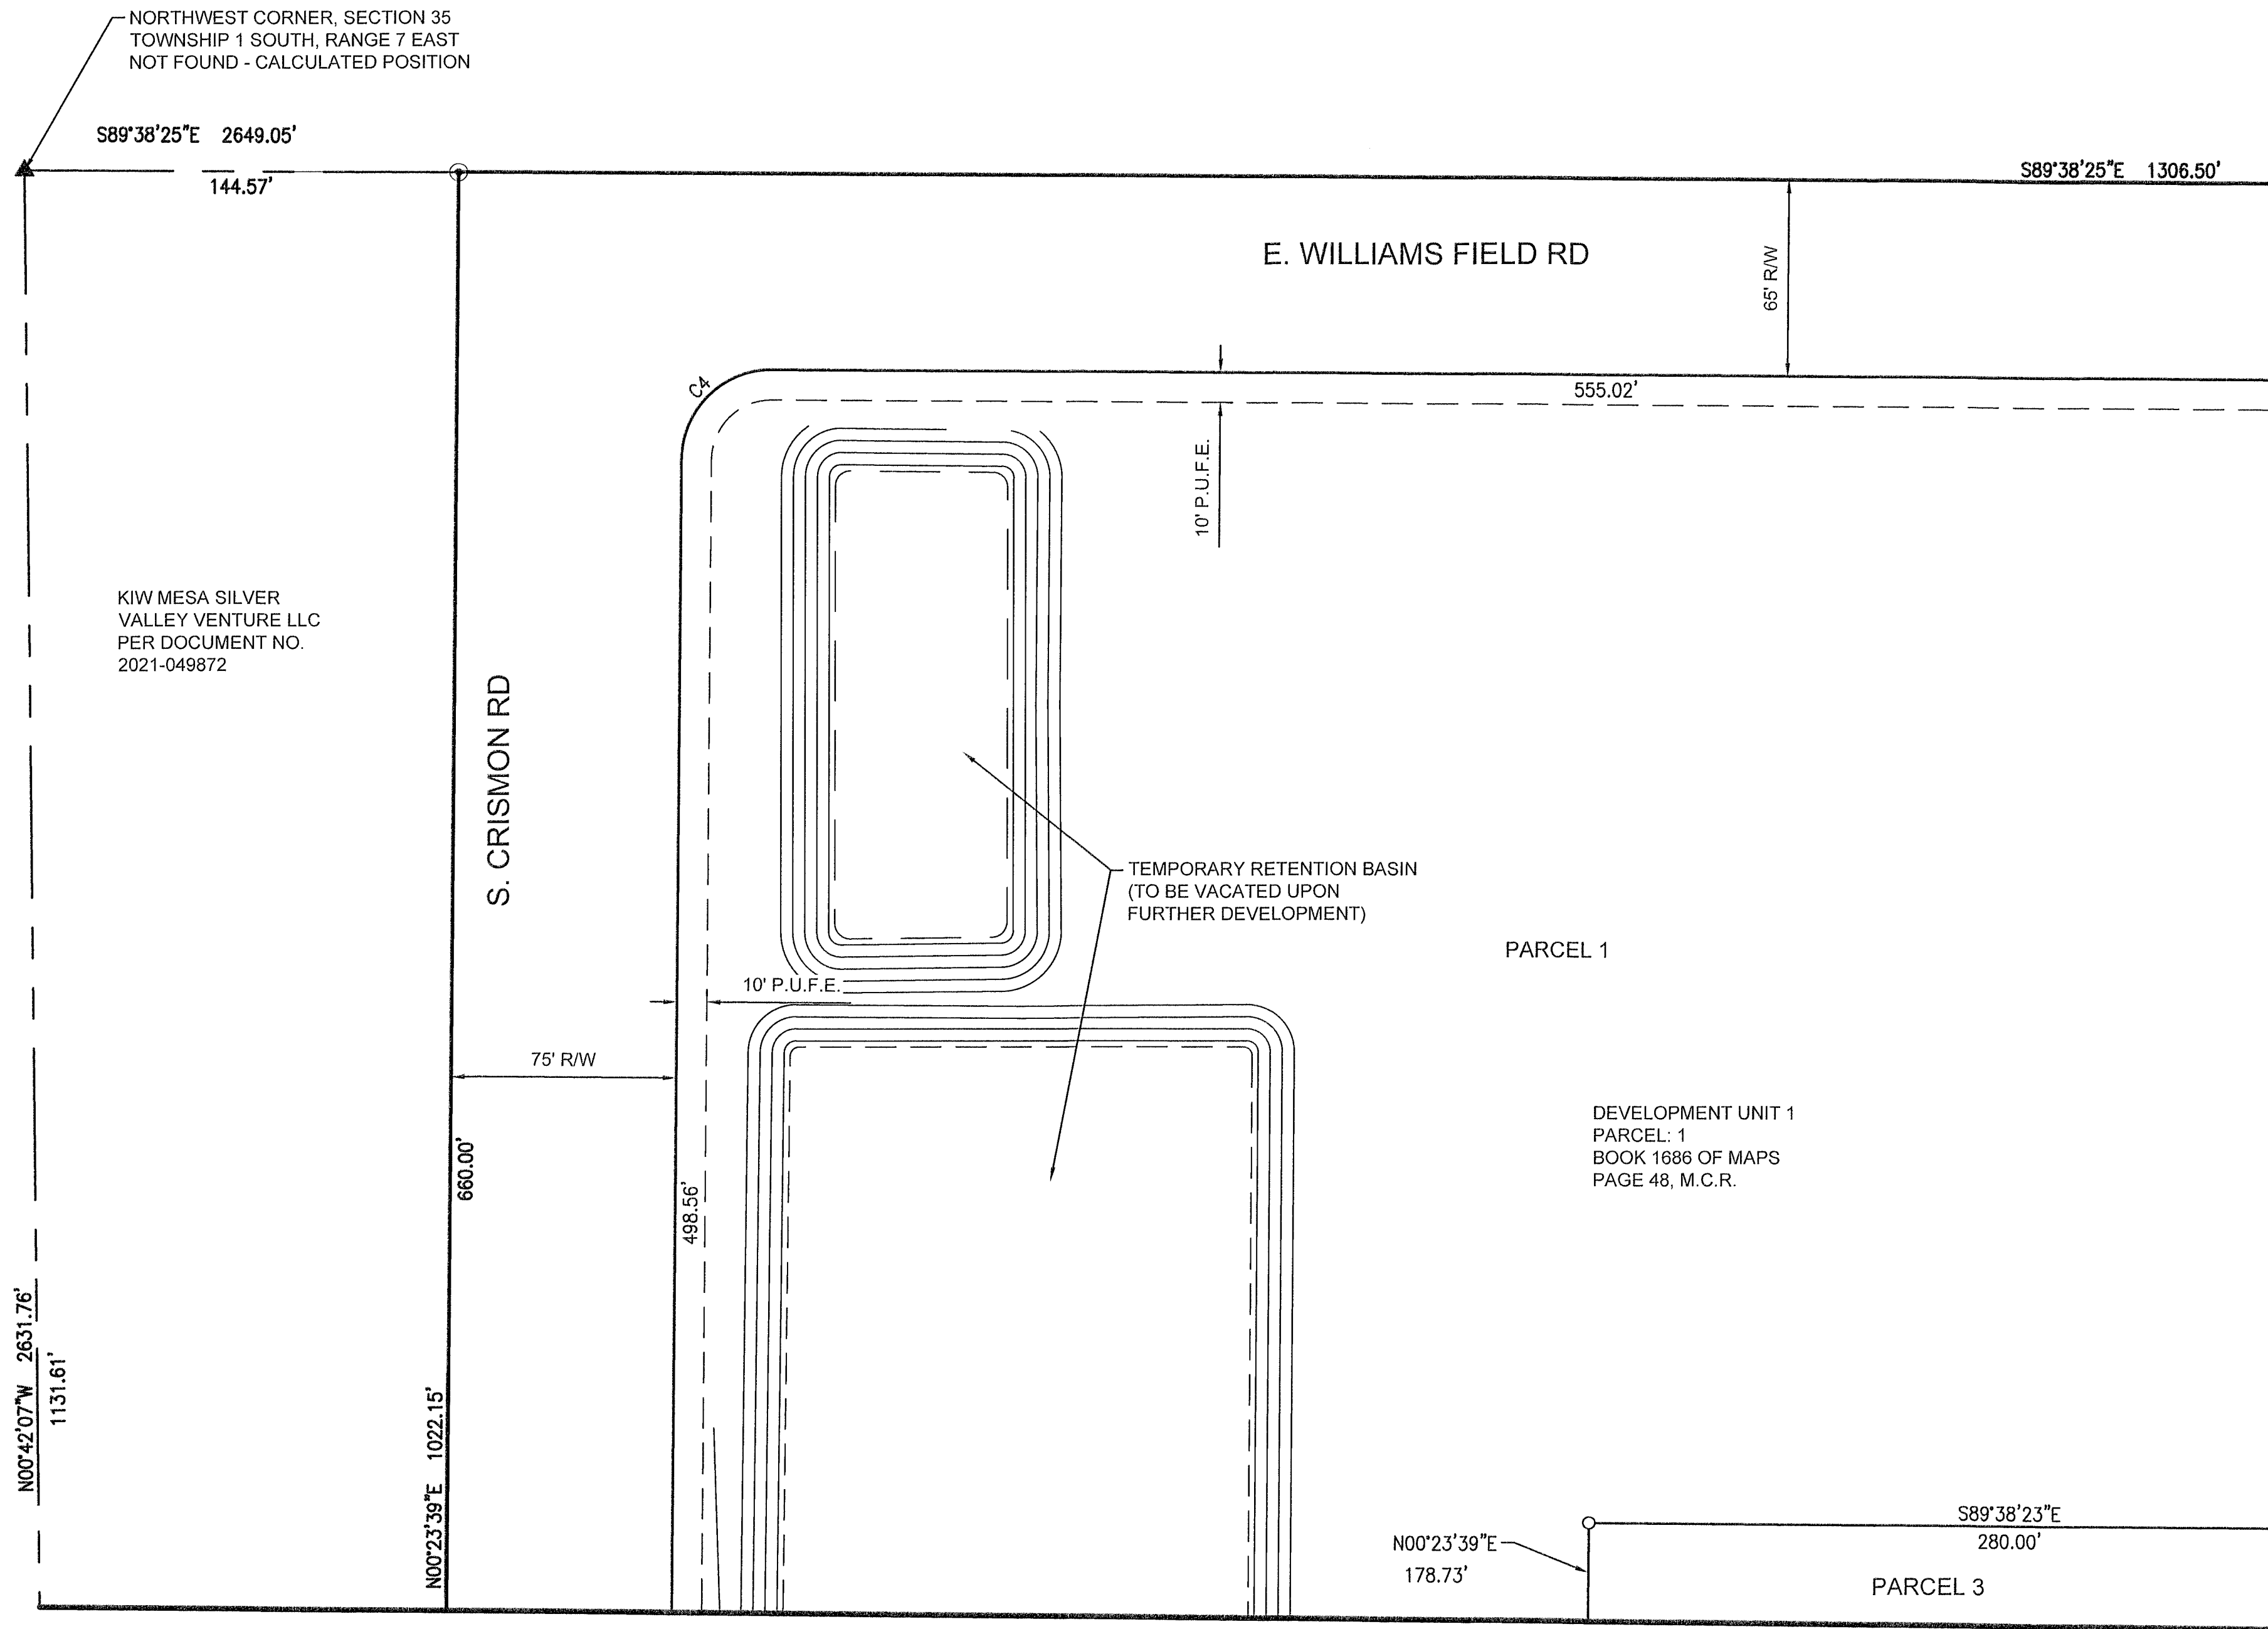 NORTHWEST CORNER, SECTION 35
TOWNSHIP 1 SOUTH, RANGE 7 EAST
NOT FOUND - CALCULATED POSITION
S89°38'25"E 2649.05'
144.57'
S89°38'25"E 1306.50'
E. WILLIAMS FIELD RD
65' R/W
C4
555.02'
10' P.U.F.E.
KIW MESA SILVER
VALLEY VENTURE LLC
PER DOCUMENT NO.
2021-049872
S. CRISMON RD
TEMPORARY RETENTION BASIN
(TO BE VACATED UPON
FURTHER DEVELOPMENT)
PARCEL 1
10' P.U.F.E.
75' R/W
660.00'
498.56'
DEVELOPMENT UNIT 1
PARCEL: 1
BOOK 1686 OF MAPS
PAGE 48, M.C.R.
N00°42'07"W 2631.76'
1131.61'
N00°23'39"E 1022.15'
N00°23'39"E
178.73'
S89°38'23"E
280.00'
PARCEL 3